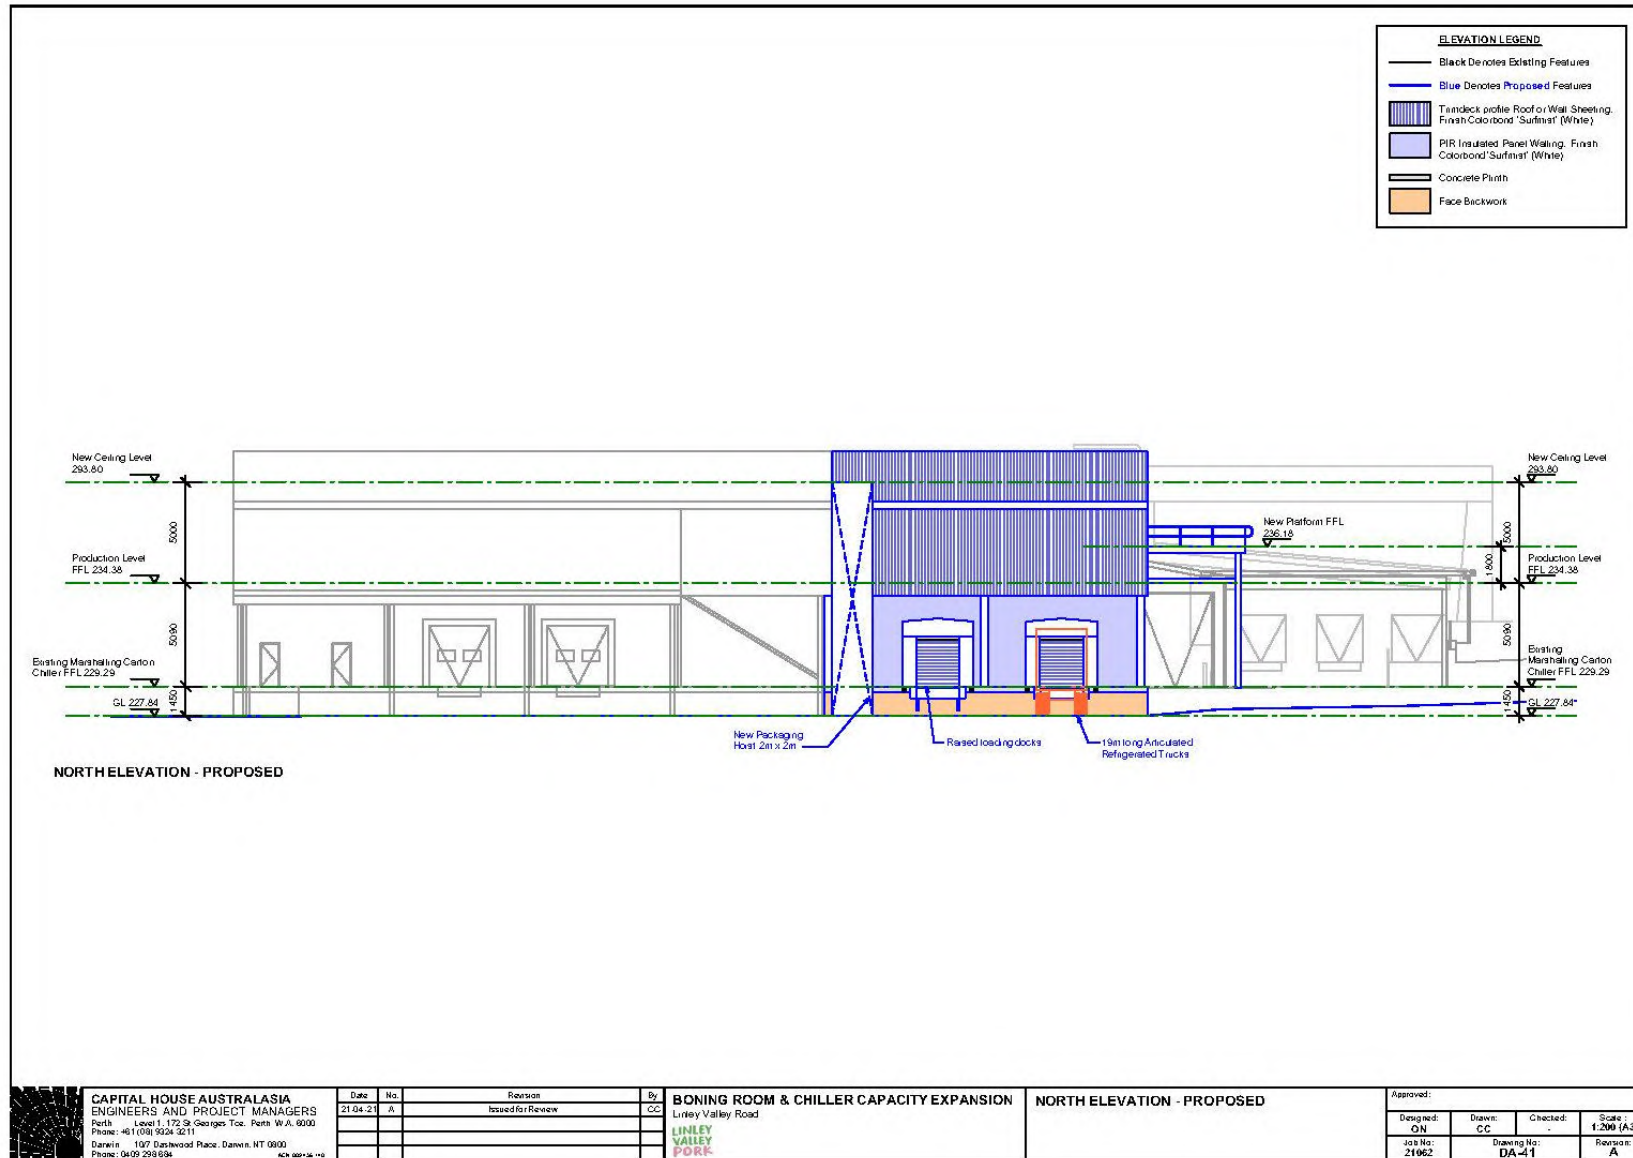 ELEVATION LEGEND
Black Denotes Existing Features
Blue Denotes Proposed Features
Trimdeck profile Roof or Wall Sheeting.
Finish Colorbond 'Surfmist' (White)
PIR Insulated Panel Walling. Finish
Colorbond 'Surfmist' (White)
Concrete Plinth
Face Brickwork
New Ceiling Level
293.80
5000
Production Level
FFL 234.38
5090
Existing Marshalling Carton
Chiller FFL 229.29
1450
GL 227.84
New Packaging
Hoist 2m x 2m
Raised loading docks
19m long Articulated
Refrigerated Trucks
New Platform FFL
236.18
New Ceiling Level
293.80
5000
1800
Production Level
FFL 234.38
5090
Existing
Marshalling Carton
Chiller FFL 229.29
1450
GL 227.84
NORTH ELEVATION - PROPOSED
CAPITAL HOUSE AUSTRALASIA
ENGINEERS AND PROJECT MANAGERS
Perth Level 1, 172 St Georges Tce. Perth W.A. 6000
Phone: +61 (08) 9324 3211
Darwin 10/7 Dashwood Place. Darwin. NT 0800
Phone: 0409 298 684
Date No. Revision By
21-04-21 A Issued for Review CC
BONING ROOM & CHILLER CAPACITY EXPANSION
Linley Valley Road
LINLEY
VALLEY
PORK
NORTH ELEVATION - PROPOSED
Approved:
Designed: Drawn: Checked: Scale :
ON CC - 1:200 (A3
Job No: Drawing No: Revision:
21062 DA-41 A